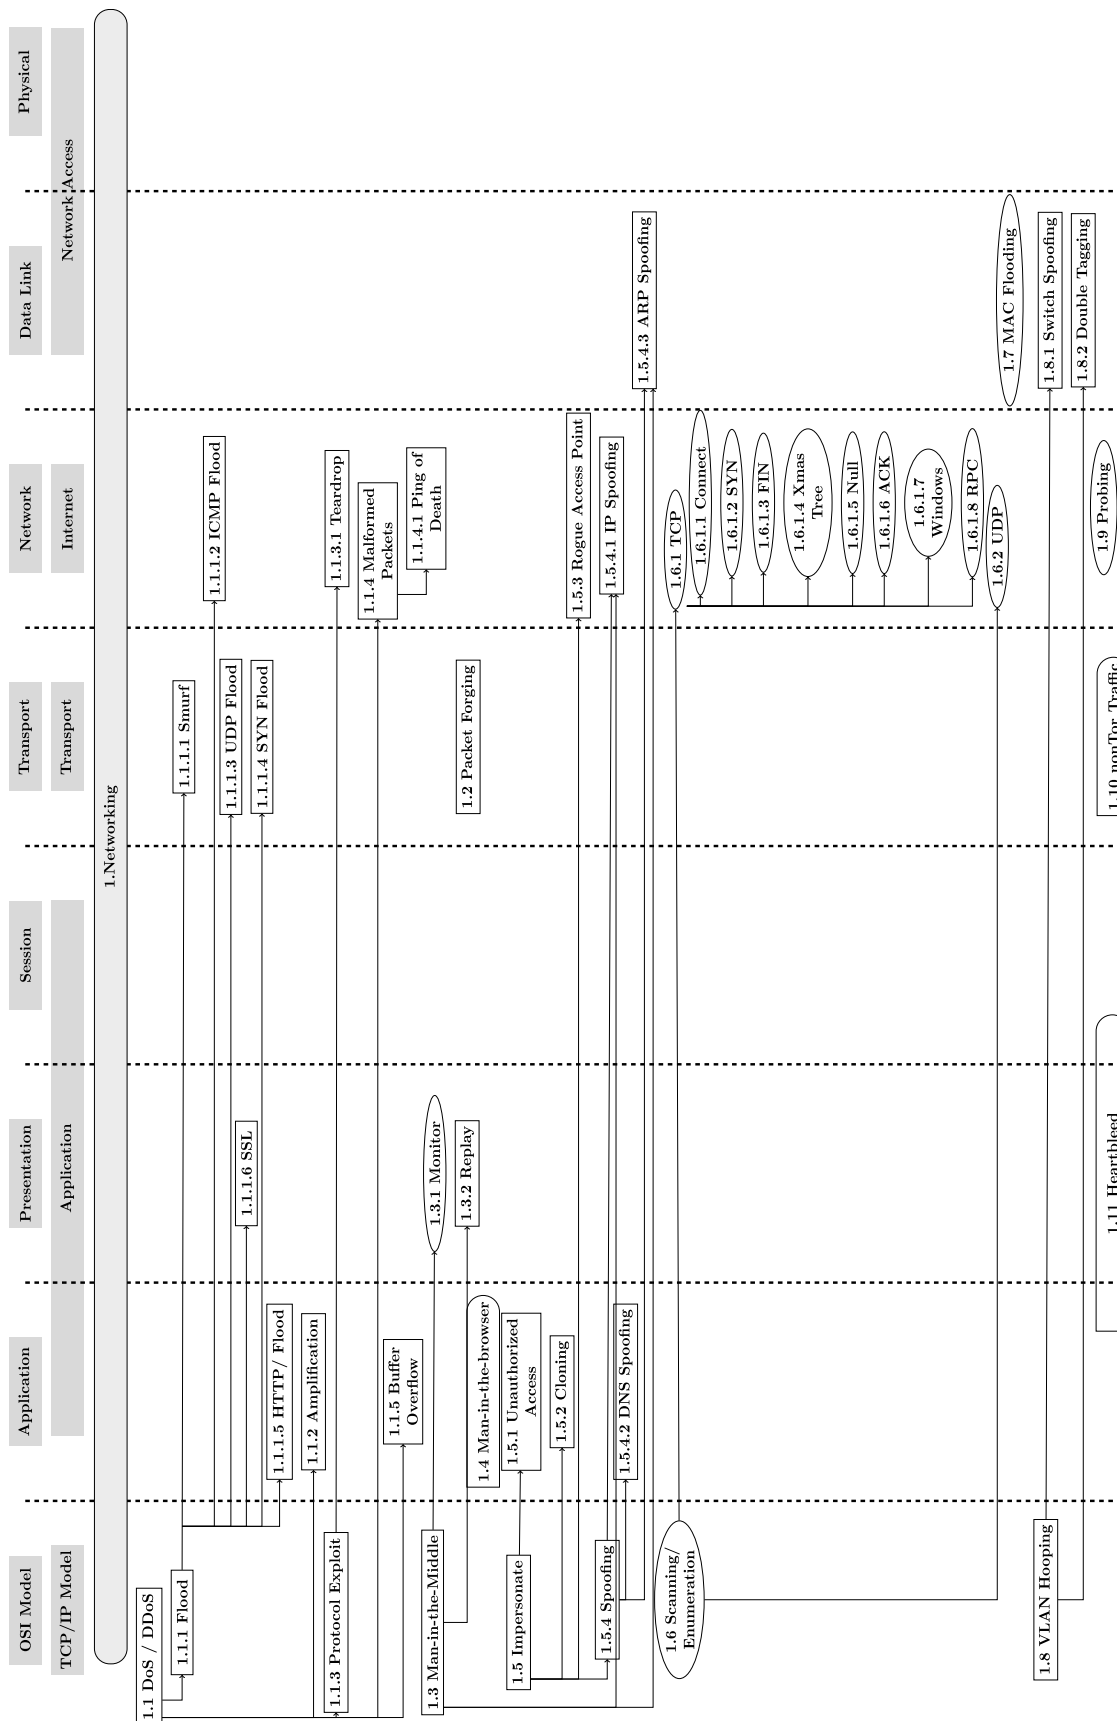 OSI Model
Application
Presentation
Session
Transport
Network
Data Link
Physical
TCP/IP Model
Application
Transport
Internet
Network Access
1.Networking
1.1 DoS / DDoS
1.1.1 Flood
1.1.1.1 Smurf
1.1.1.2 ICMP Flood
1.1.1.3 UDP Flood
1.1.1.6 SSL
1.1.1.4 SYN Flood
1.1.1.5 HTTP/ Flood
1.1.2 Amplification
1.1.3 Protocol Exploit
1.1.3.1 Teardrop
1.1.4 Malformed
Packets
1.1.5 Buffer
Overflow
1.1.4.1 Ping of
Death
1.3 Man-in-the-Middle
1.3.1 Monitor
1.3.2 Replay
1.2 Packet Forging
1.4 Man-in-the-browser
1.5 Impersonate
1.5.1 Unauthorized
Access
1.5.2 Cloning
1.5.3 Rogue Access Point
1.5.4 Spoofing
1.5.4.1 IP Spoofing
1.5.4.2 DNS Spoofing
1.5.4.3 ARP Spoofing
1.6 Scanning/
Enumeration
1.6.1 TCP
1.6.1.1 Connect
1.6.1.2 SYN
1.6.1.3 FIN
1.6.1.4 Xmas
Tree
1.6.1.5 Null
1.6.1.6 ACK
1.6.1.7
Windows
1.6.1.8 RPC
1.6.2 UDP
1.7 MAC Flooding
1.8 VLAN Hooping
1.8.1 Switch Spoofing
1.8.2 Double Tagging
1.9 Probing
1.10 nonTor Traffic
1.11 Heartbleed